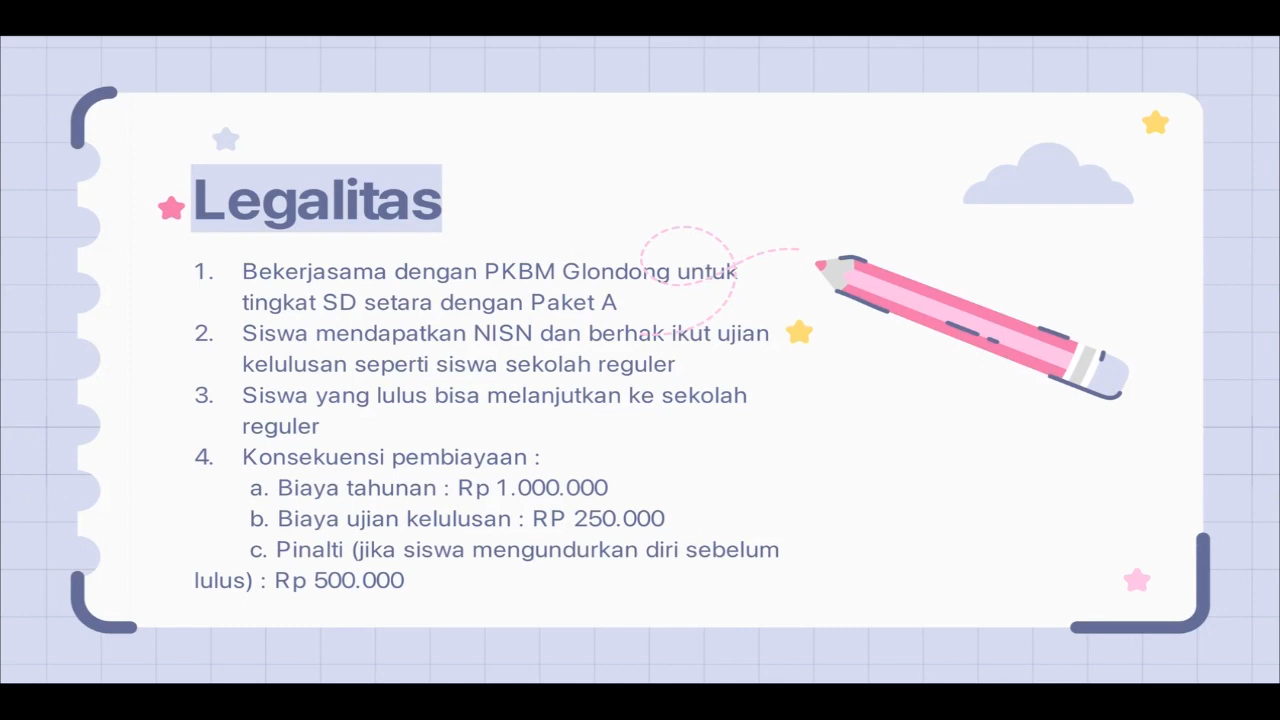 Legalitas
1. Bekerjasama dengan PKBM Glondong untuk
tingkat SD setara dengan Paket A
2. Siswa mendapatkan NISN dan berhak ikut ujian
kelulusan seperti siswa sekolah reguler
3. Siswa yang lulus bisa melanjutkan ke sekolah
reguler
4. Konsekuensi pembiayaan :
a. Biaya tahunan : Rp 1.000.000
b. Biaya ujian kelulusan : RP 250.000
c. Pinalti (jika siswa mengundurkan diri sebelum
lulus) : Rp 500.000